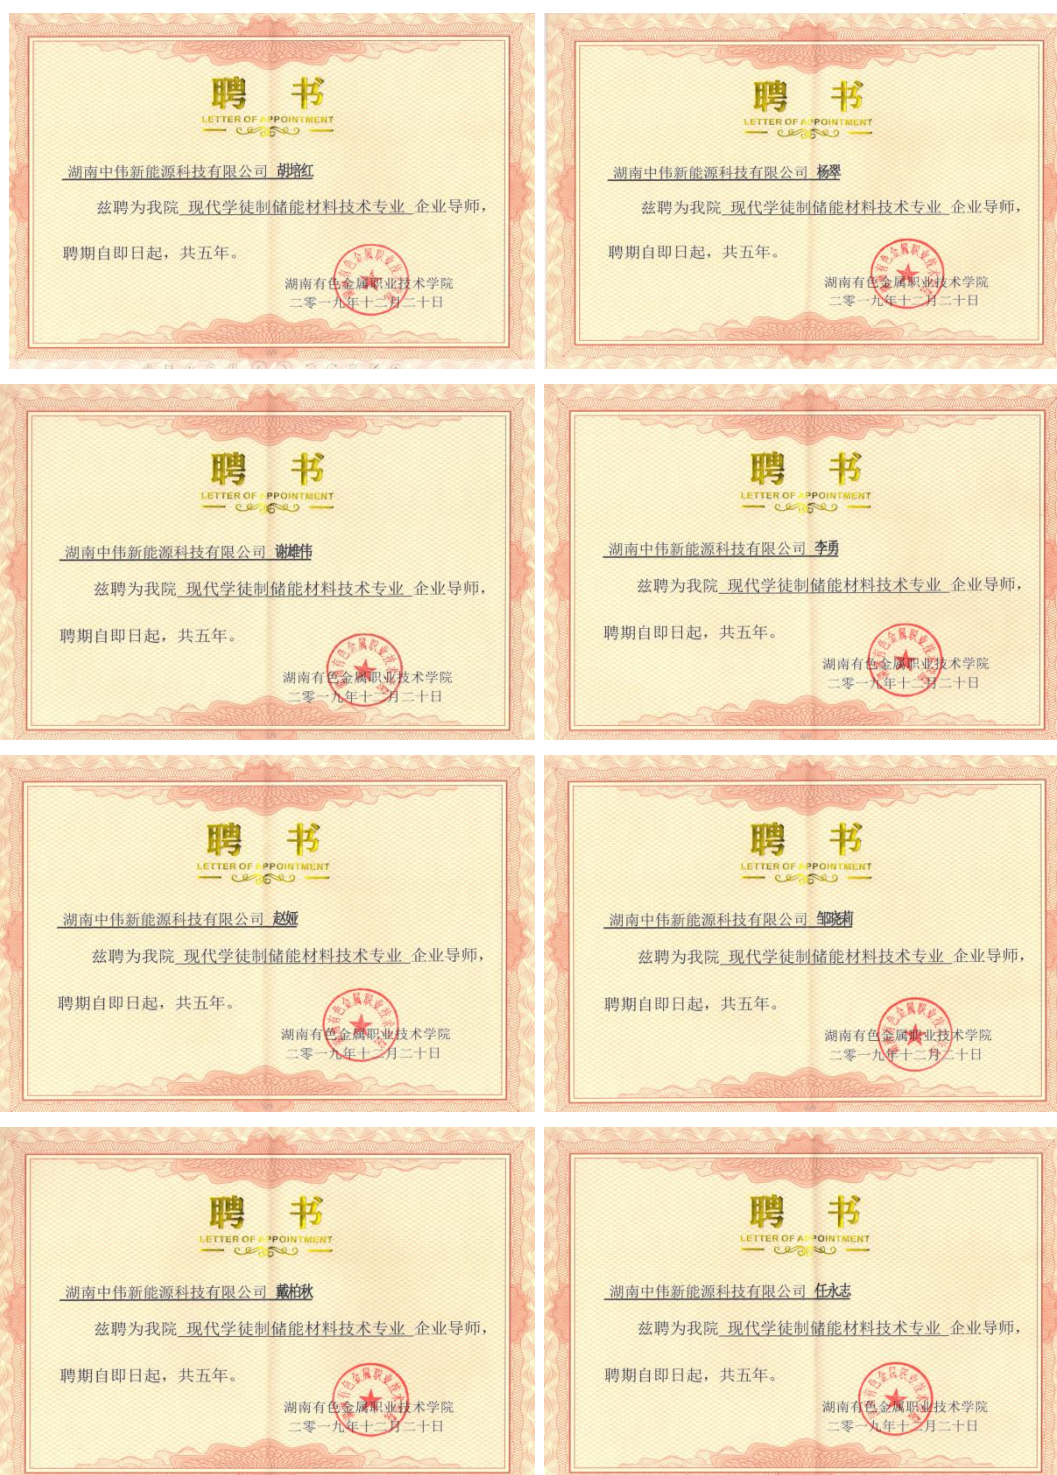 聘 书
LETTER OF APPOINTMENT
湖南中伟新能源科技有限公司 胡培红
兹聘为我院 现代学徒制储能材料技术专业 企业导师，
聘期自即日起，共五年。
湖南有色金属职业技术学院
二零一九年十二月二十日
聘 书
LETTER OF APPOINTMENT
湖南中伟新能源科技有限公司 杨翠
兹聘为我院 现代学徒制储能材料技术专业 企业导师，
聘期自即日起，共五年。
湖南有色金属职业技术学院
二零一九年十二月二十日
聘 书
LETTER OF APPOINTMENT
湖南中伟新能源科技有限公司 谢雄伟
兹聘为我院 现代学徒制储能材料技术专业 企业导师，
聘期自即日起，共五年。
湖南有色金属职业技术学院
二零一九年十二月二十日
聘 书
LETTER OF APPOINTMENT
湖南中伟新能源科技有限公司 李勇
兹聘为我院 现代学徒制储能材料技术专业 企业导师，
聘期自即日起，共五年。
湖南有色金属职业技术学院
二零一九年十二月二十日
聘 书
LETTER OF APPOINTMENT
湖南中伟新能源科技有限公司 赵娅
兹聘为我院 现代学徒制储能材料技术专业 企业导师，
聘期自即日起，共五年。
湖南有色金属职业技术学院
二零一九年十二月二十日
聘 书
LETTER OF APPOINTMENT
湖南中伟新能源科技有限公司 邹晓莉
兹聘为我院 现代学徒制储能材料技术专业 企业导师，
聘期自即日起，共五年。
湖南有色金属职业技术学院
二零一九年十二月二十日
聘 书
LETTER OF APPOINTMENT
湖南中伟新能源科技有限公司 戴柏秋
兹聘为我院 现代学徒制储能材料技术专业 企业导师，
聘期自即日起，共五年。
湖南有色金属职业技术学院
二零一九年十二月二十日
聘 书
LETTER OF APPOINTMENT
湖南中伟新能源科技有限公司 任永志
兹聘为我院 现代学徒制储能材料技术专业 企业导师，
聘期自即日起，共五年。
湖南有色金属职业技术学院
二零一九年十二月二十日